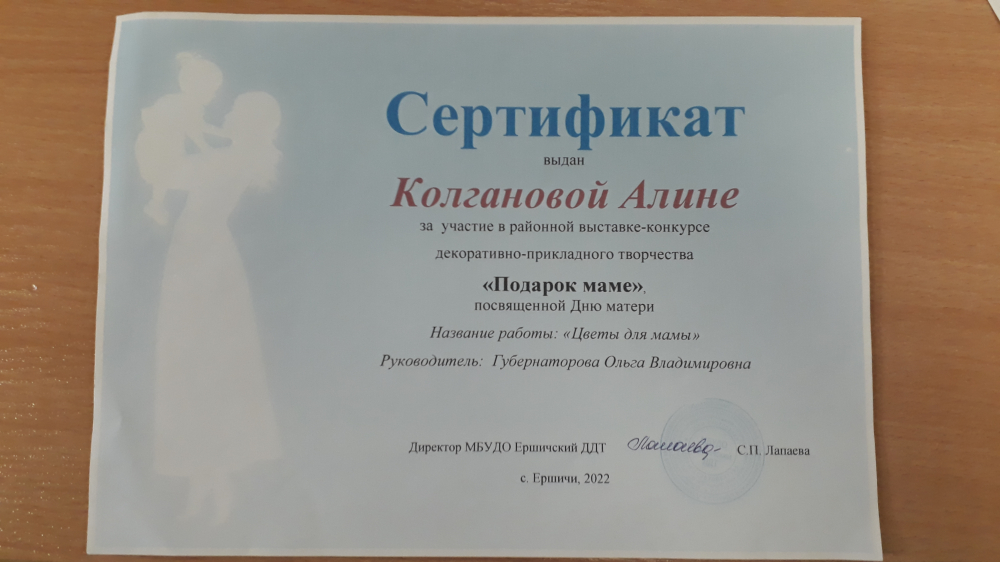 Сертификат
выдан
Колгановой Алине
за участие в районной выставке-конкурсе
декоративно-прикладного творчества
«Подарок маме»,
посвященной Дню матери
Название работы: «Цветы для мамы»
Руководитель: Губернаторова Ольга Владимировна
Директор МБУДО Ершичский ДДТ Лапаева С.П. Лапаева
с. Ершичи, 2022